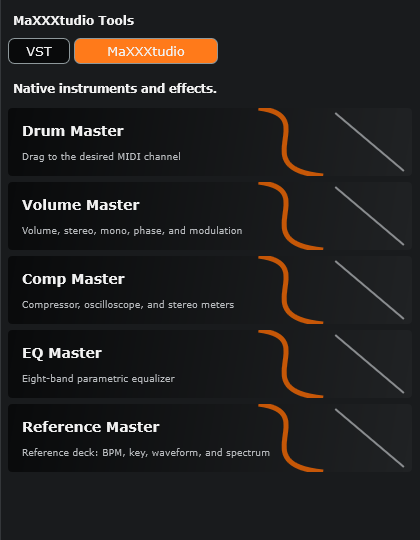 MaXXXtudio Tools
VST
MaXXXtudio
Native instruments and effects.
Drum Master
Drag to the desired MIDI channel
Volume Master
Volume, stereo, mono, phase, and modulation
Comp Master
Compressor, oscilloscope, and stereo meters
EQ Master
Eight-band parametric equalizer
Reference Master
Reference deck: BPM, key, waveform, and spectrum